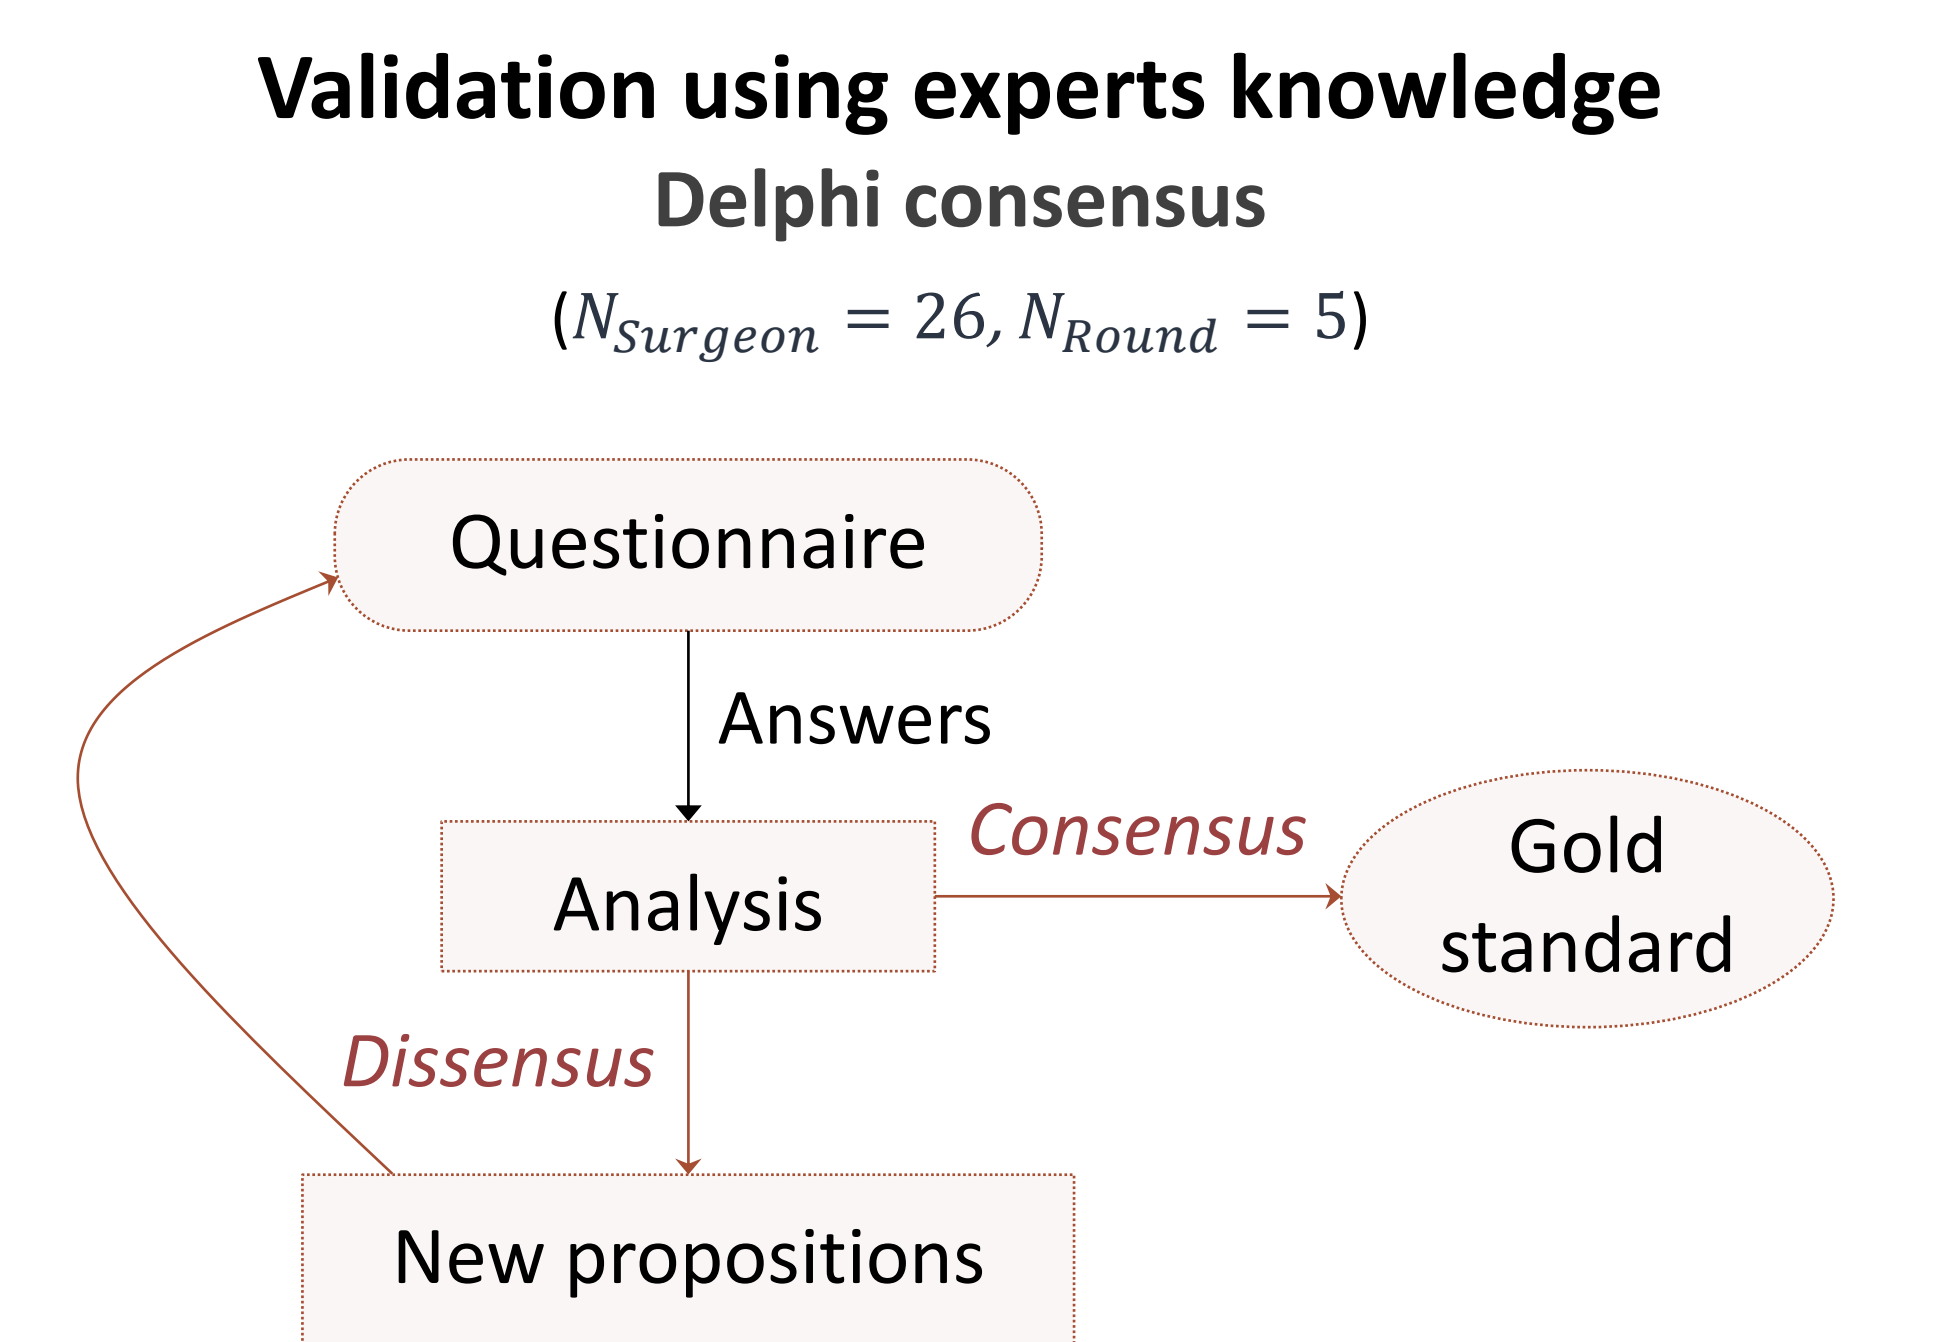 Validation using experts knowledge
Delphi consensus
(N_Surgeon = 26, N_Round = 5)
Questionnaire
Answers
Analysis
Consensus
Gold
standard
Dissensus
New propositions